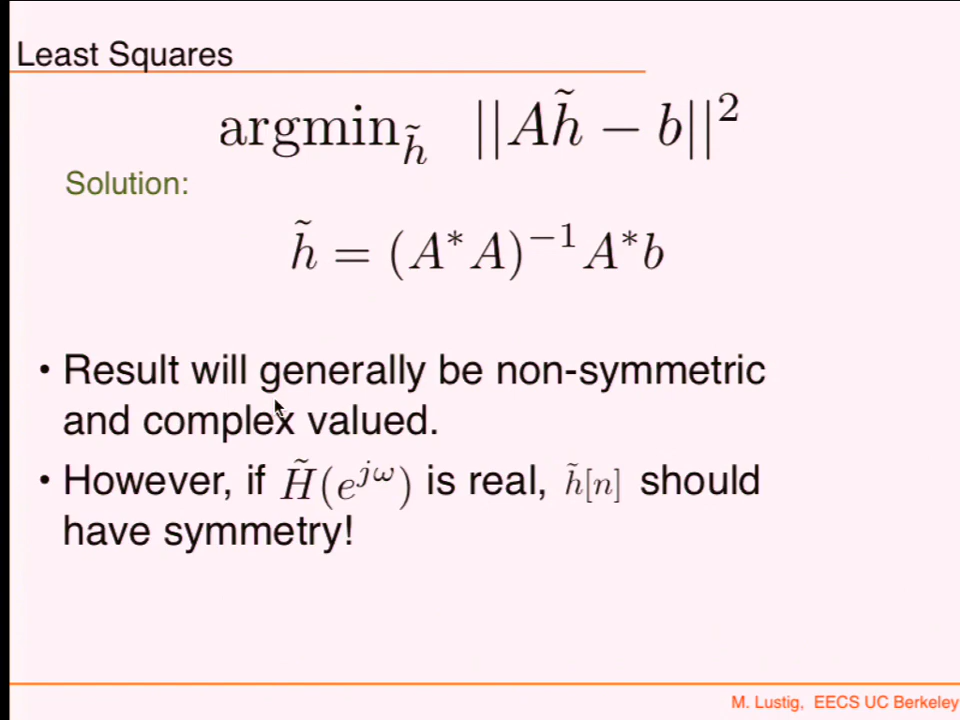 Least Squares
argmin_h̃ ||Ah̃ − b||²
Solution:
h̃ = (A*A)⁻¹A*b
• Result will generally be non-symmetric
and complex valued.
• However, if H̃(e^{jω}) is real, h̃[n] should
have symmetry!
M. Lustig, EECS UC Berkeley